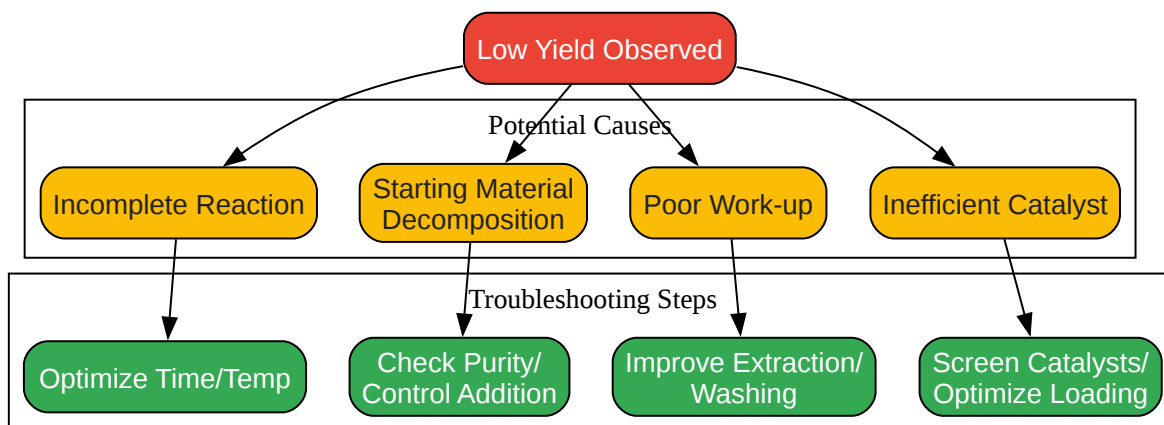 Low Yield Observed
Potential Causes
Incomplete Reaction
Starting Material
Decomposition
Poor Work-up
Inefficient Catalyst
Troubleshooting Steps
Optimize Time/Temp
Check Purity/
Control Addition
Improve Extraction/
Washing
Screen Catalysts/
Optimize Loading